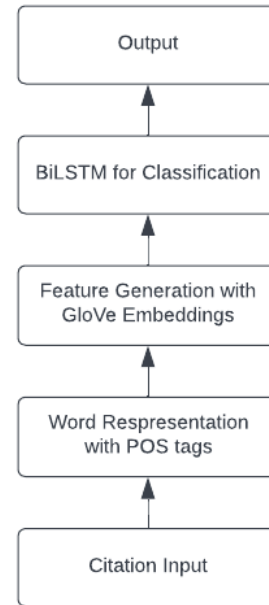 Output
BiLSTM for Classification
Feature Generation with
GloVe Embeddings
Word Respresentation
with POS tags
Citation Input